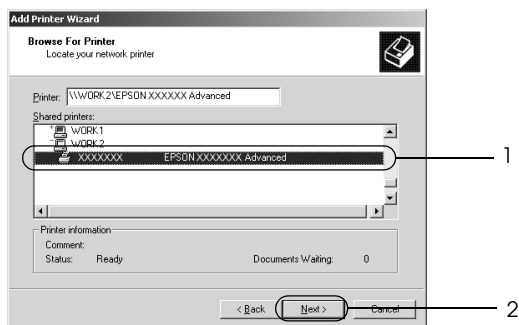 Add Printer Wizard
Browse For Printer
Locate your network printer
Printer: \\WORK2\EPSON XXXXXX Advanced
Shared printers:
WORK1
WORK2
XXXXXXX EPSON XXXXXXX Advanced
1
Printer information
Comment:
Status: Ready Documents Waiting: 0
< Back Next > Cancel
2